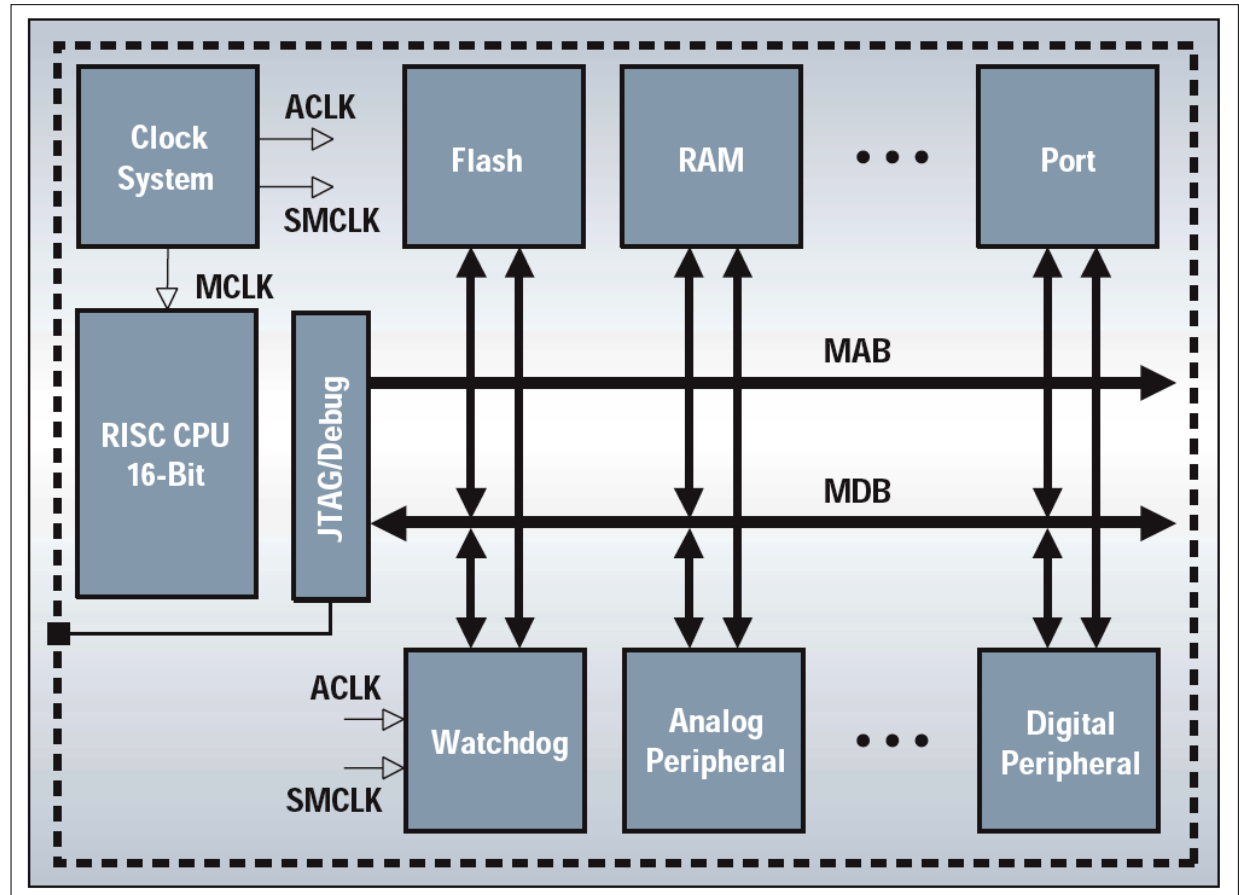 Clock
System
ACLK
SMCLK
MCLK
Flash
RAM
Port
RISC CPU
16-Bit
JTAG/Debug
MAB
MDB
ACLK
SMCLK
Watchdog
Analog
Peripheral
Digital
Peripheral